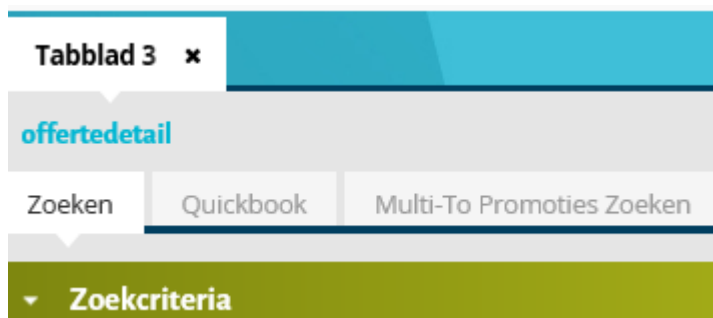 Tabblad 3 ×
offertedetail
Zoeken Quickbook Multi-To Promoties Zoeken
Zoekcriteria